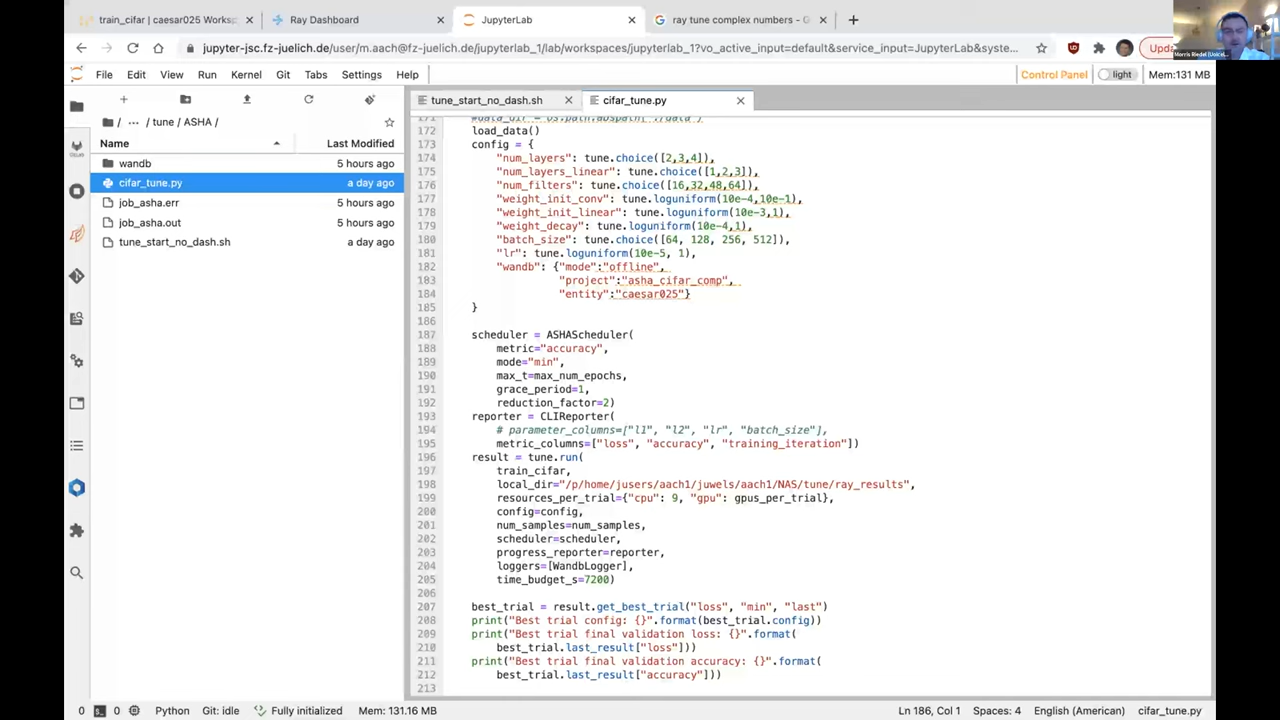 train_cifar | caesar025 Worksp
Ray Dashboard
JupyterLab
ray tune complex numbers - G
jupyter-jsc.fz-juelich.de/user/m.aach@fz-juelich.de/jupyterlab_1/lab/workspaces/jupyterlab_1?vo_active_input=default&service_input=JupyterLab&syste…
File Edit View Run Kernel Git Tabs Settings Help
Control Panel
light
Mem:131 MB
/ … / tune / ASHA /
Name Last Modified
wandb 5 hours ago
cifar_tune.py a day ago
job_asha.err 5 hours ago
job_asha.out 5 hours ago
tune_start_no_dash.sh a day ago
tune_start_no_dash.sh
cifar_tune.py
171 #data_dir = os.path.abspath("./data")
172 load_data()
173 config = {
174 "num_layers": tune.choice([2,3,4]),
175 "num_layers_linear": tune.choice([1,2,3]),
176 "num_filters": tune.choice([16,32,48,64]),
177 "weight_init_conv": tune.loguniform(10e-4,10e-1),
178 "weight_init_linear": tune.loguniform(10e-3,1),
179 "weight_decay": tune.loguniform(10e-4,1),
180 "batch_size": tune.choice([64, 128, 256, 512]),
181 "lr": tune.loguniform(10e-5, 1),
182 "wandb": {"mode":"offline",
183 "project":"asha_cifar_comp",
184 "entity":"caesar025"}
185 }
186
187 scheduler = ASHAScheduler(
188 metric="accuracy",
189 mode="min",
190 max_t=max_num_epochs,
191 grace_period=1,
192 reduction_factor=2)
193 reporter = CLIReporter(
194 # parameter_columns=["l1", "l2", "lr", "batch_size"],
195 metric_columns=["loss", "accuracy", "training_iteration"])
196 result = tune.run(
197 train_cifar,
198 local_dir="/p/home/jusers/aach1/juwels/aach1/NAS/tune/ray_results",
199 resources_per_trial={"cpu": 9, "gpu": gpus_per_trial},
200 config=config,
201 num_samples=num_samples,
202 scheduler=scheduler,
203 progress_reporter=reporter,
204 loggers=[WandbLogger],
205 time_budget_s=7200)
206
207 best_trial = result.get_best_trial("loss", "min", "last")
208 print("Best trial config: {}".format(best_trial.config))
209 print("Best trial final validation loss: {}".format(
210 best_trial.last_result["loss"]))
211 print("Best trial final validation accuracy: {}".format(
212 best_trial.last_result["accuracy"]))
213
0 0 Python Git: idle Fully initialized Mem: 131.16 MB
Ln 186, Col 1 Spaces: 4 English (American) cifar_tune.py